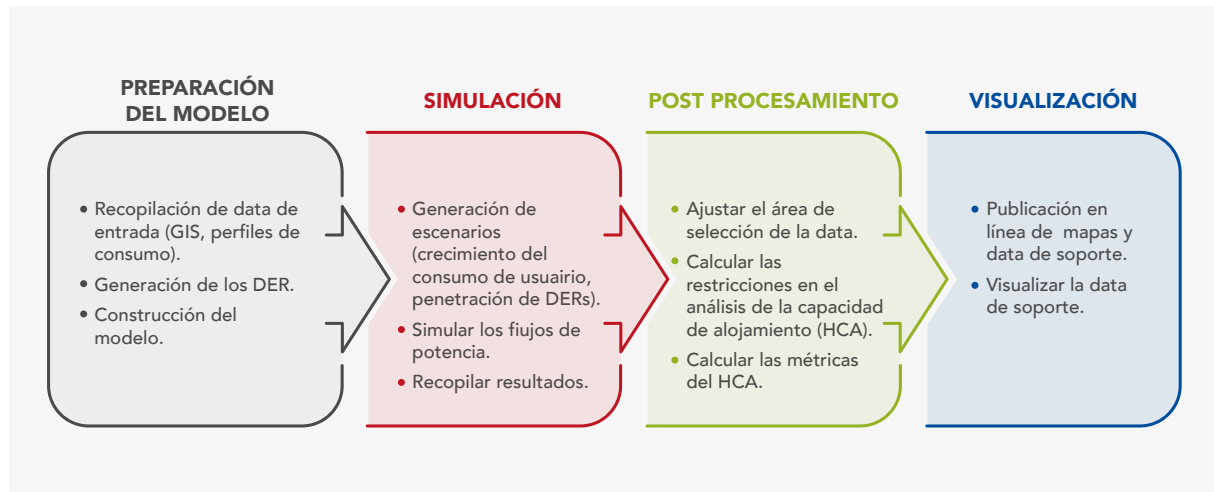 PREPARACIÓN
DEL MODELO
• Recopilación de data de
entrada (GIS, perfiles de
consumo).
• Generación de los DER.
• Construcción del
modelo.
SIMULACIÓN
• Generación de
escenarios
(crecimiento del
consumo de usuairio,
penetración de DERs).
• Simular los fiujos de
potencia.
• Recopilar resultados.
POST PROCESAMIENTO
• Ajustar el área de
selección de la data.
• Calcular las
restricciones en el
análisis de la capacidad
de alojamiento (HCA).
• Calcular las métricas
del HCA.
VISUALIZACIÓN
• Publicación en
línea de mapas y
data de soporte.
• Visualizar la data
de soporte.